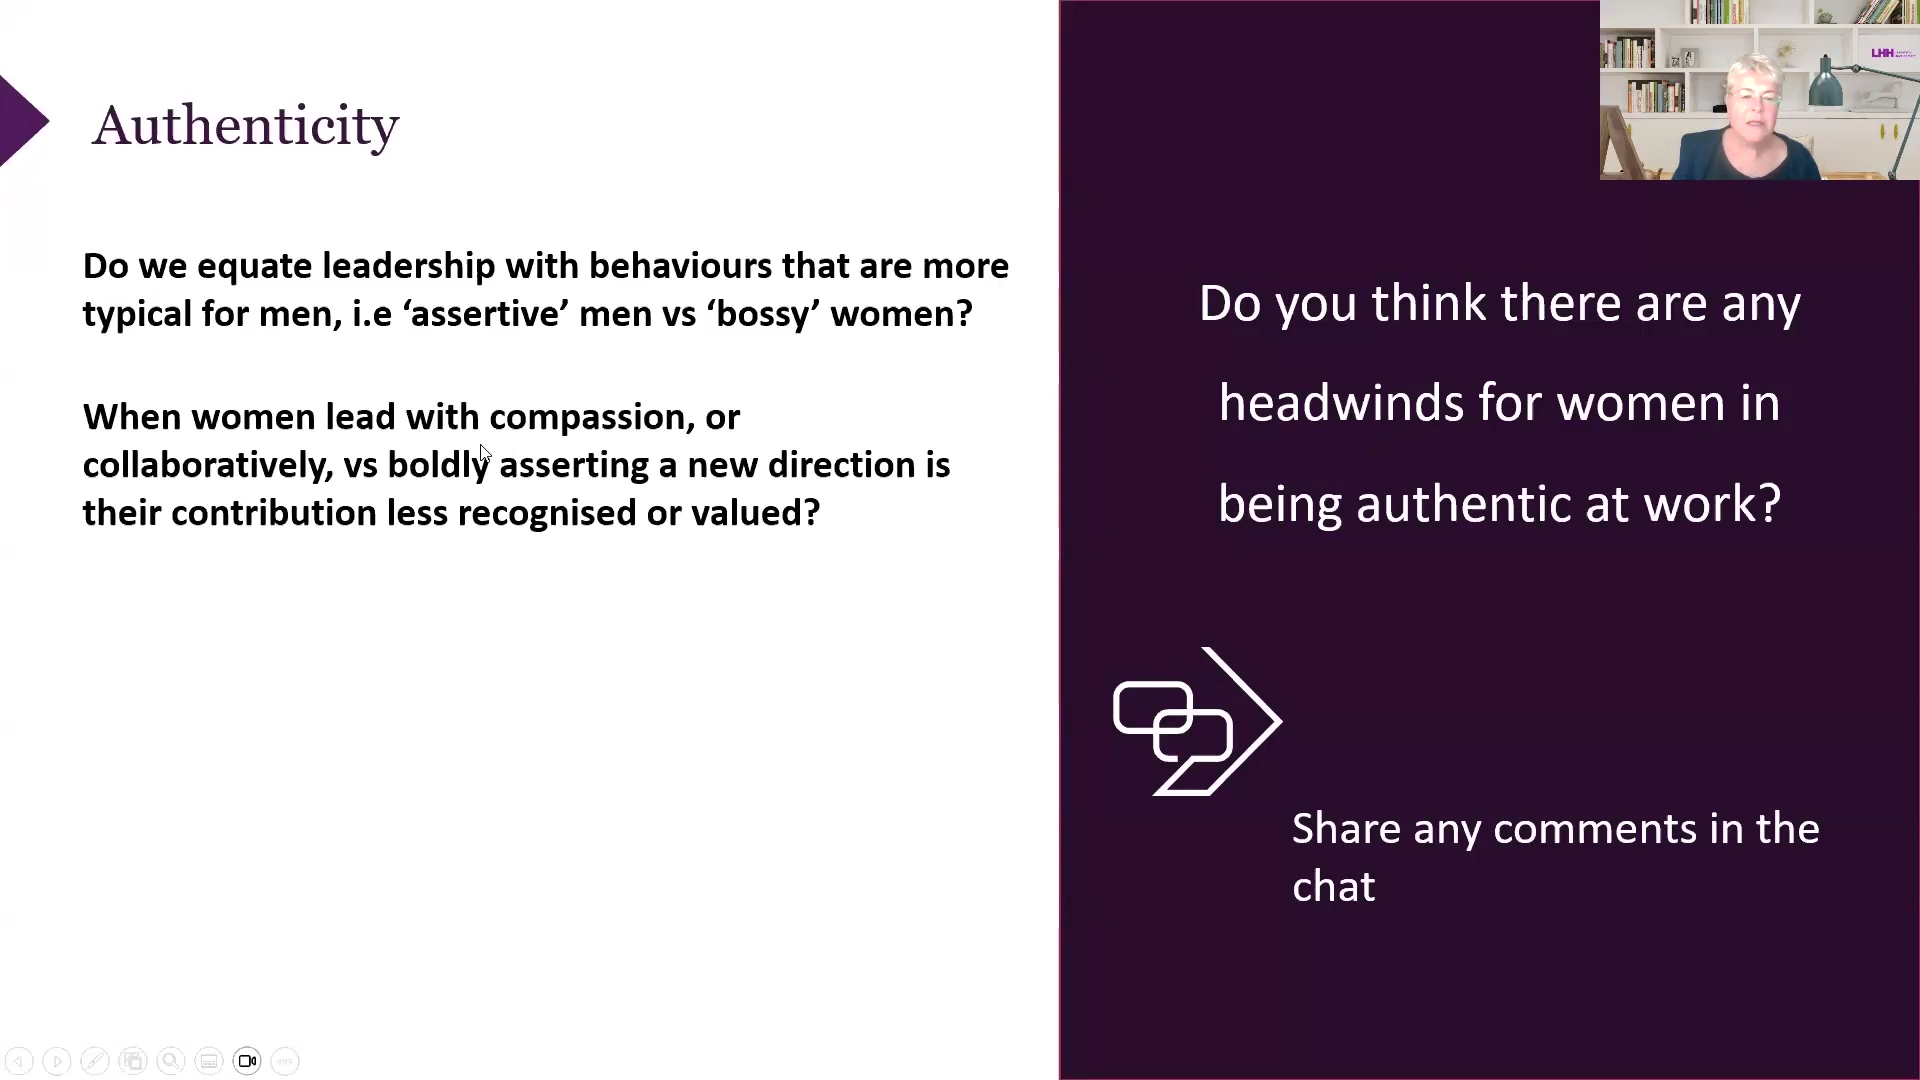 Authenticity
Do we equate leadership with behaviours that are more
typical for men, i.e ‘assertive’ men vs ‘bossy’ women?
When women lead with compassion, or
collaboratively, vs boldly asserting a new direction is
their contribution less recognised or valued?
LHH
Do you think there are any
headwinds for women in
being authentic at work?
Share any comments in the
chat